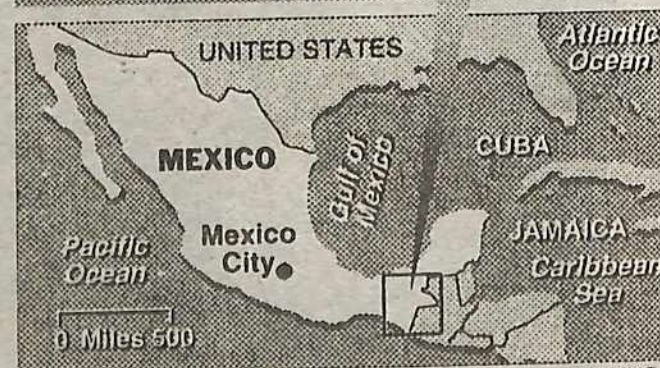 UNITED STATES
Atlantic
Ocean
MEXICO
Gulf of
Mexico
CUBA
Mexico
City
JAMAICA
Pacific
Ocean
Caribbean
Sea
0 Miles 500